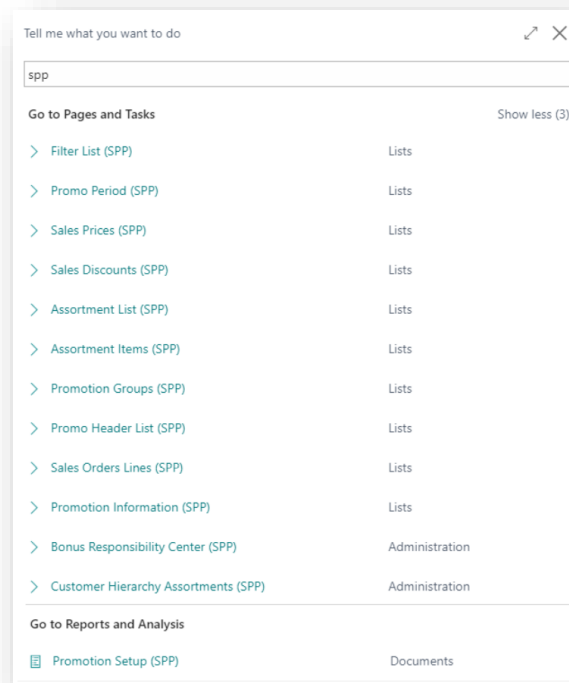 Tell me what you want to do
spp
Go to Pages and Tasks Show less (3)
Filter List (SPP) Lists
Promo Period (SPP) Lists
Sales Prices (SPP) Lists
Sales Discounts (SPP) Lists
Assortment List (SPP) Lists
Assortment Items (SPP) Lists
Promotion Groups (SPP) Lists
Promo Header List (SPP) Lists
Sales Orders Lines (SPP) Lists
Promotion Information (SPP) Lists
Bonus Responsibility Center (SPP) Administration
Customer Hierarchy Assortments (SPP) Administration
Go to Reports and Analysis
Promotion Setup (SPP) Documents